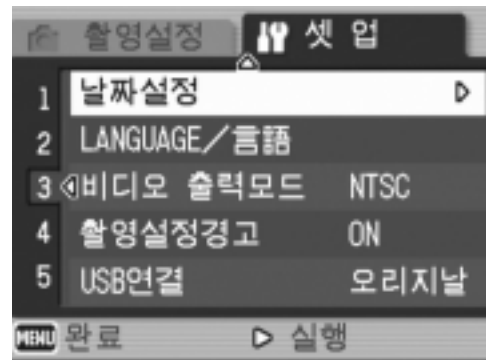 촬영설정 셋 업
1 날짜설정
2 LANGUAGE/言語
3 비디오 출력모드 NTSC
4 촬영설정경고 ON
5 USB연결 오리지날
MENU 완료 실행